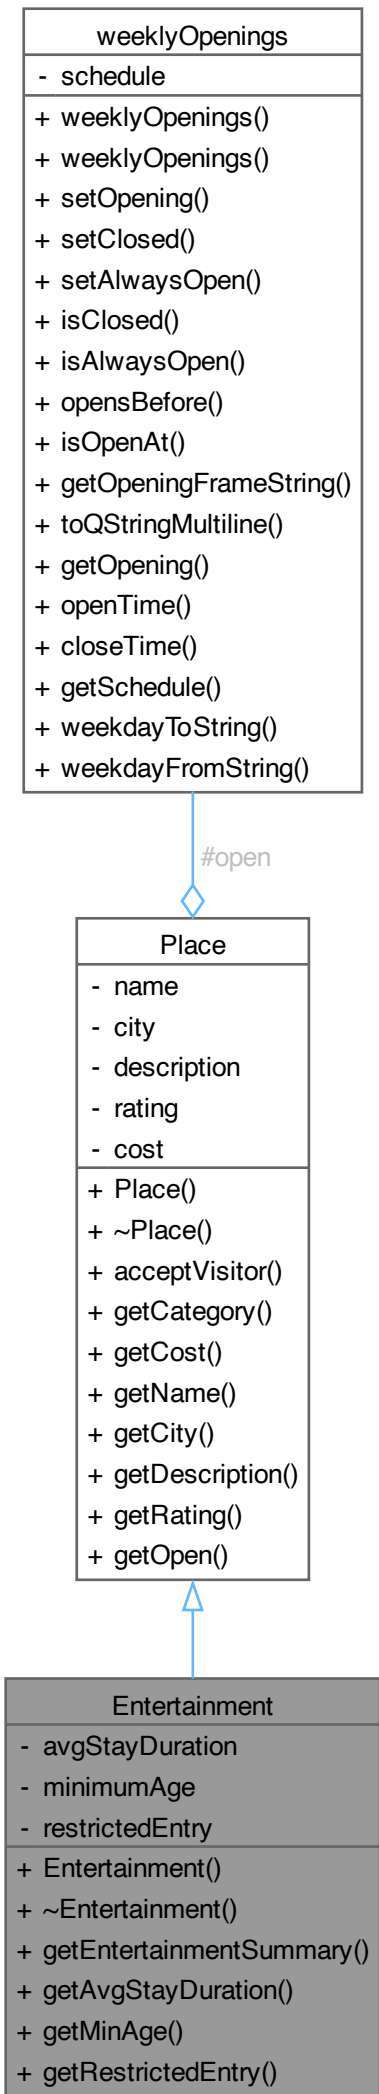 weeklyOpenings
- schedule
+ weeklyOpenings()
+ weeklyOpenings()
+ setOpening()
+ setClosed()
+ setAlwaysOpen()
+ isClosed()
+ isAlwaysOpen()
+ opensBefore()
+ isOpenAt()
+ getOpeningFrameString()
+ toQStringMultiline()
+ getOpening()
+ openTime()
+ closeTime()
+ getSchedule()
+ weekdayToString()
+ weekdayFromString()
#open
Place
- name
- city
- description
- rating
- cost
+ Place()
+ ~Place()
+ acceptVisitor()
+ getCategory()
+ getCost()
+ getName()
+ getCity()
+ getDescription()
+ getRating()
+ getOpen()
Entertainment
- avgStayDuration
- minimumAge
- restrictedEntry
+ Entertainment()
+ ~Entertainment()
+ getEntertainmentSummary()
+ getAvgStayDuration()
+ getMinAge()
+ getRestrictedEntry()